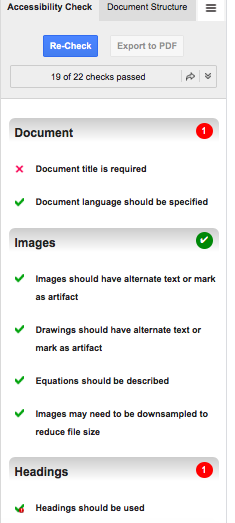 Accessibility Check Document Structure
Re-Check Export to PDF
19 of 22 checks passed
Document 1
Document title is required
Document language should be specified
Images
Images should have alternate text or mark
as artifact
Drawings should have alternate text or
mark as artifact
Equations should be described
Images may need to be downsampled to
reduce file size
Headings 1
Headings should be used